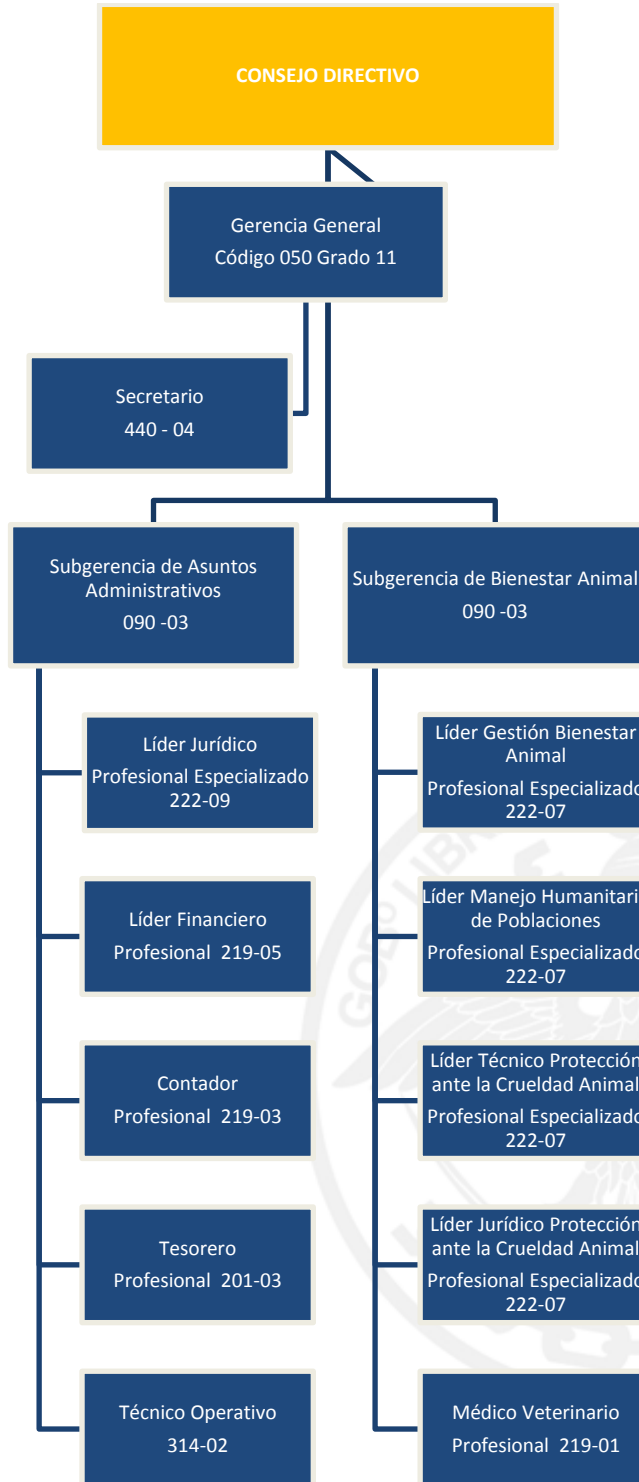 CONSEJO DIRECTIVO
Gerencia General
Código 050 Grado 11
Secretario
440 - 04
Subgerencia de Asuntos
Administrativos
090 -03
Subgerencia de Bienestar Animal
090 -03
Líder Jurídico
Profesional Especializado
222-09
Líder Financiero
Profesional 219-05
Contador
Profesional 219-03
Tesorero
Profesional 201-03
Técnico Operativo
314-02
Líder Gestión Bienestar
Animal
Profesional Especializado
222-07
Líder Manejo Humanitari
de Poblaciones
Profesional Especializado
222-07
Líder Técnico Protección
ante la Crueldad Animal
Profesional Especializado
222-07
Líder Jurídico Protección
ante la Crueldad Animal
Profesional Especializado
222-07
Médico Veterinario
Profesional 219-01